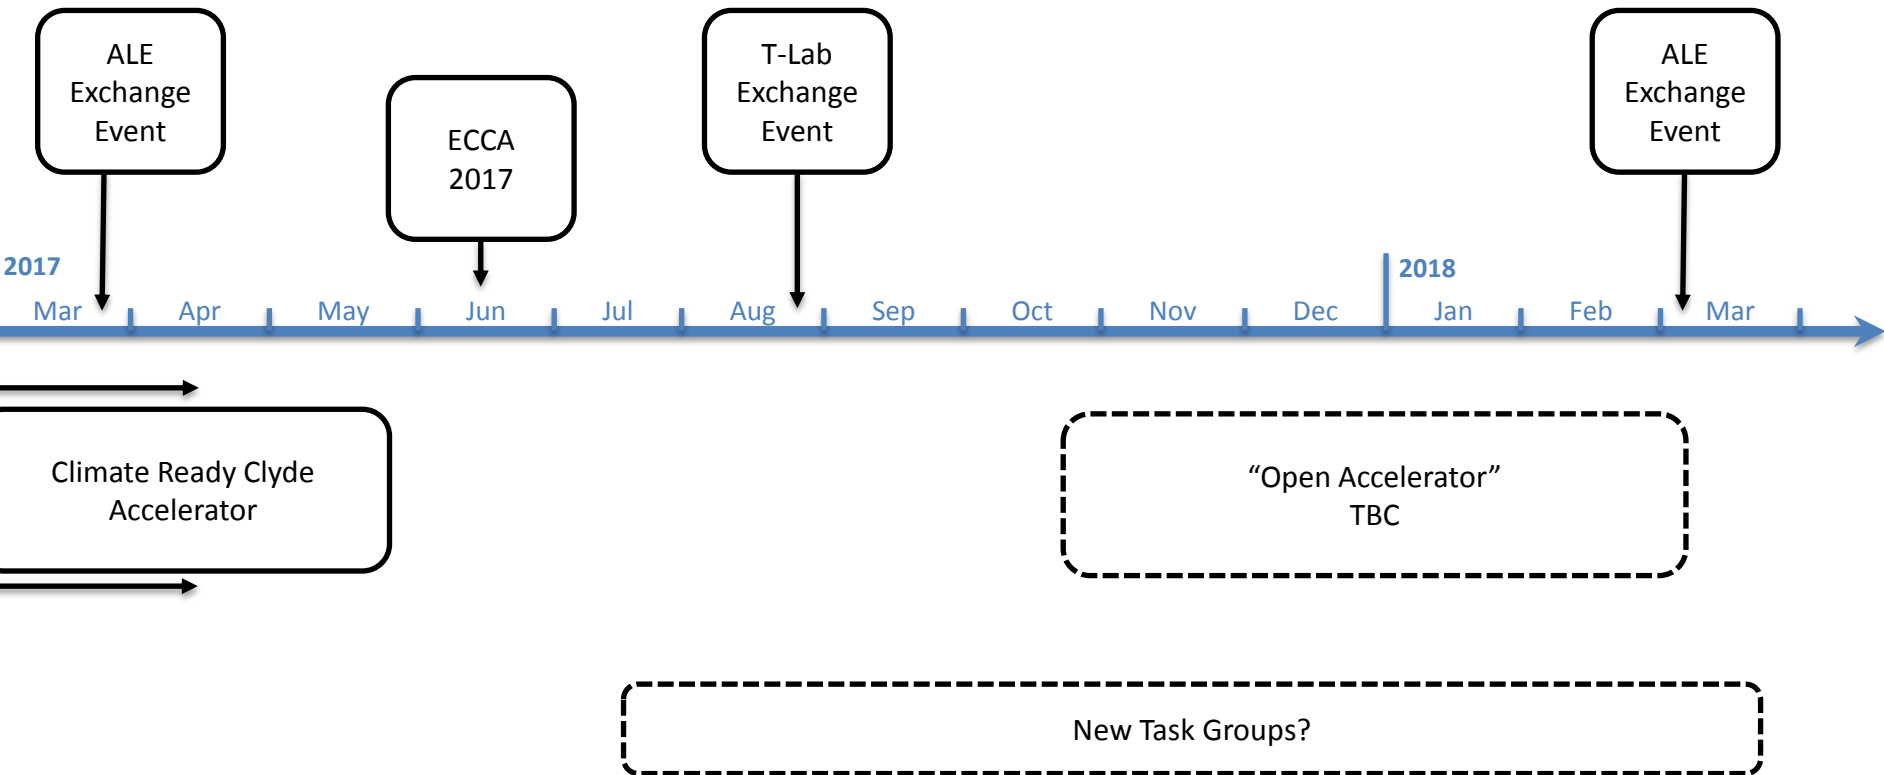 ALE
Exchange
Event
ECCA
2017
T-Lab
Exchange
Event
ALE
Exchange
Event
2017
2018
Mar Apr May Jun Jul Aug Sep Oct Nov Dec Jan Feb Mar
Climate Ready Clyde
Accelerator
“Open Accelerator”
TBC
New Task Groups?